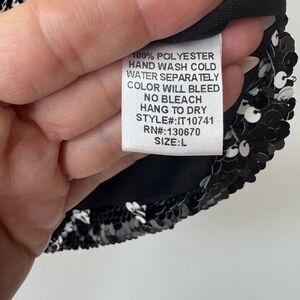 100% POLYESTER
HAND WASH COLD
WATER SEPARATELY
COLOR WILL BLEED
NO BLEACH
HANG TO DRY
STYLE#:IT10741
RN#:130670
SIZE:L